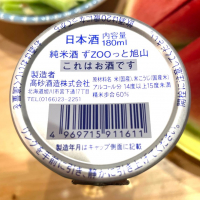 日本酒 内容量 180ml
純米酒 ずZOOっと旭山
これはお酒です
製造者
高砂酒造株式会社
北海道旭川市宮下通17丁
TEL(0166)23-2251
原材料名 米(国産)、米こうじ(国産米)
アルコール分 14度以上15度未満
精米歩合60%
4 969715 911611
製造年月はキャップ側面に記載